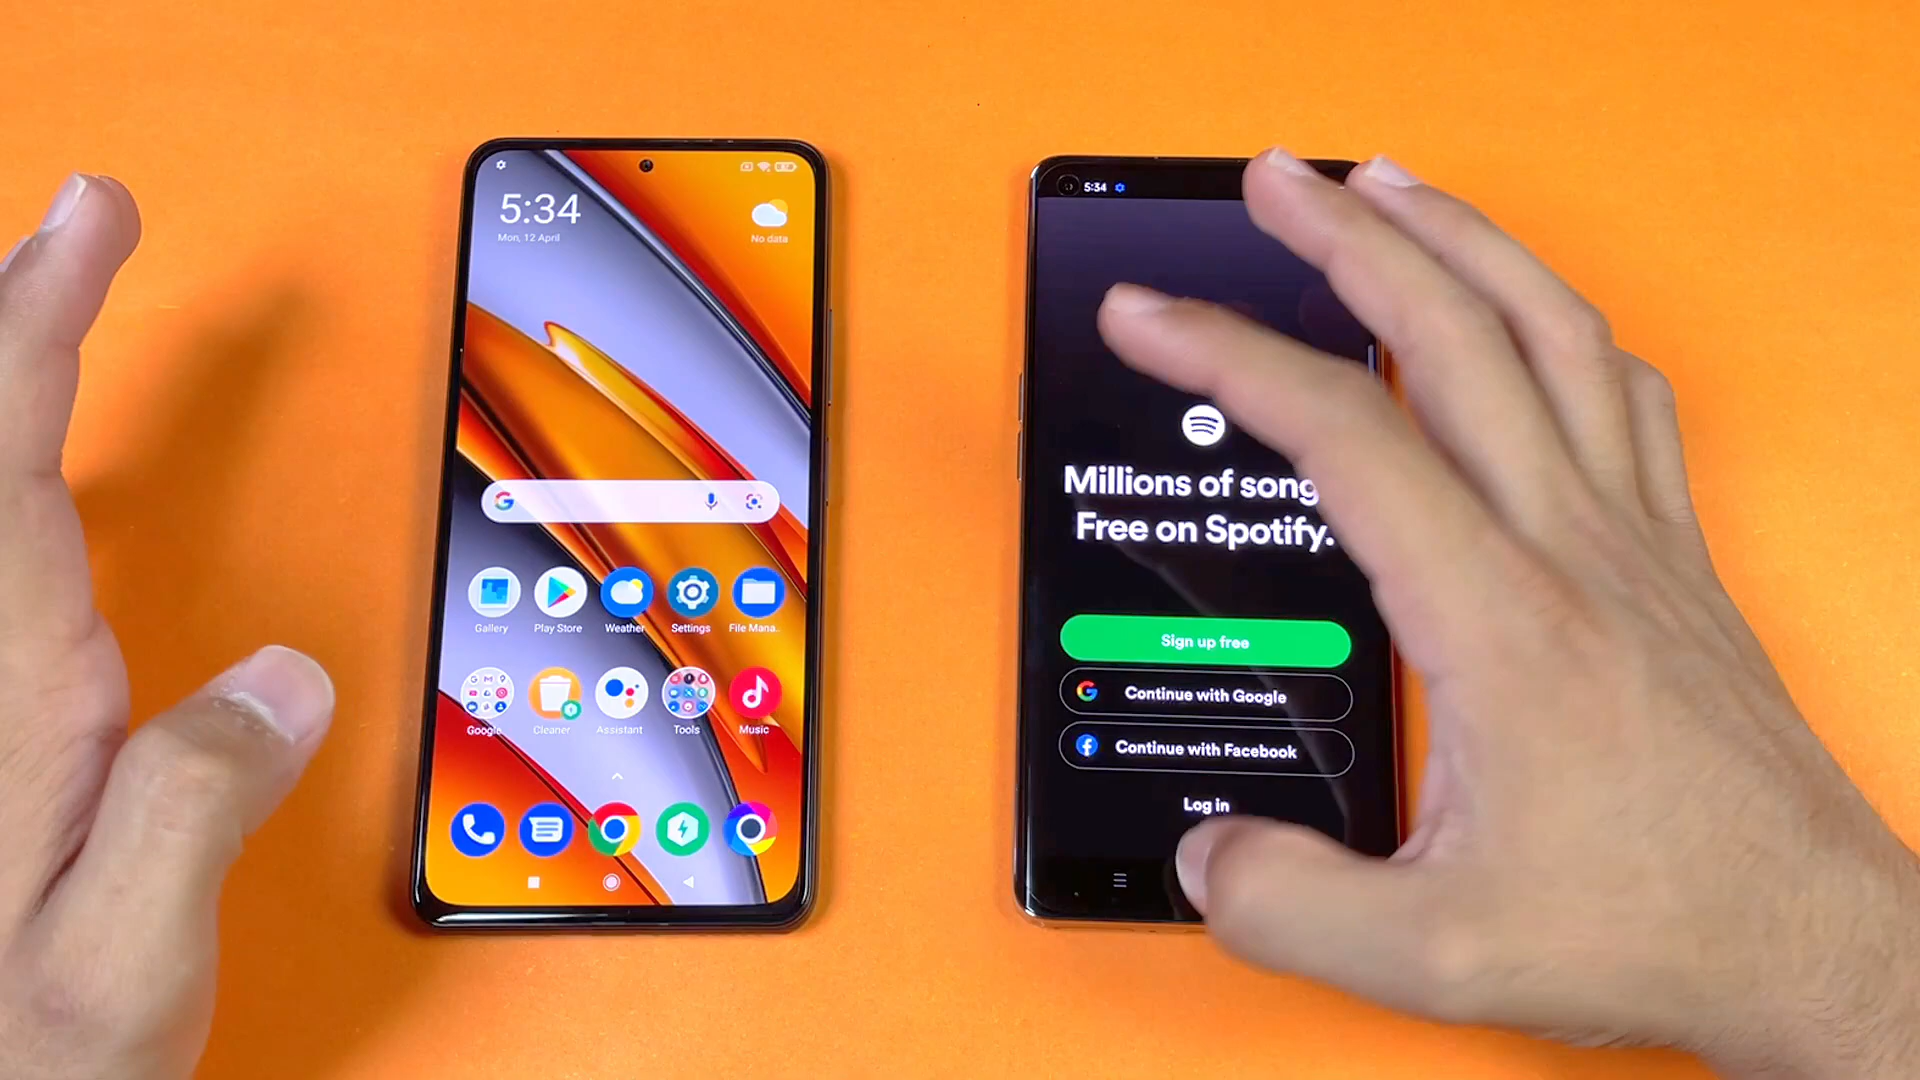 5:34
Mon, 12 April
No data
Gallery
Play Store
Weather
Settings
File Mana..
Google
Cleaner
Assistant
Tools
Music
5:34
Millions of song
Free on Spotify.
Sign up free
Continue with Google
Continue with Facebook
Log in